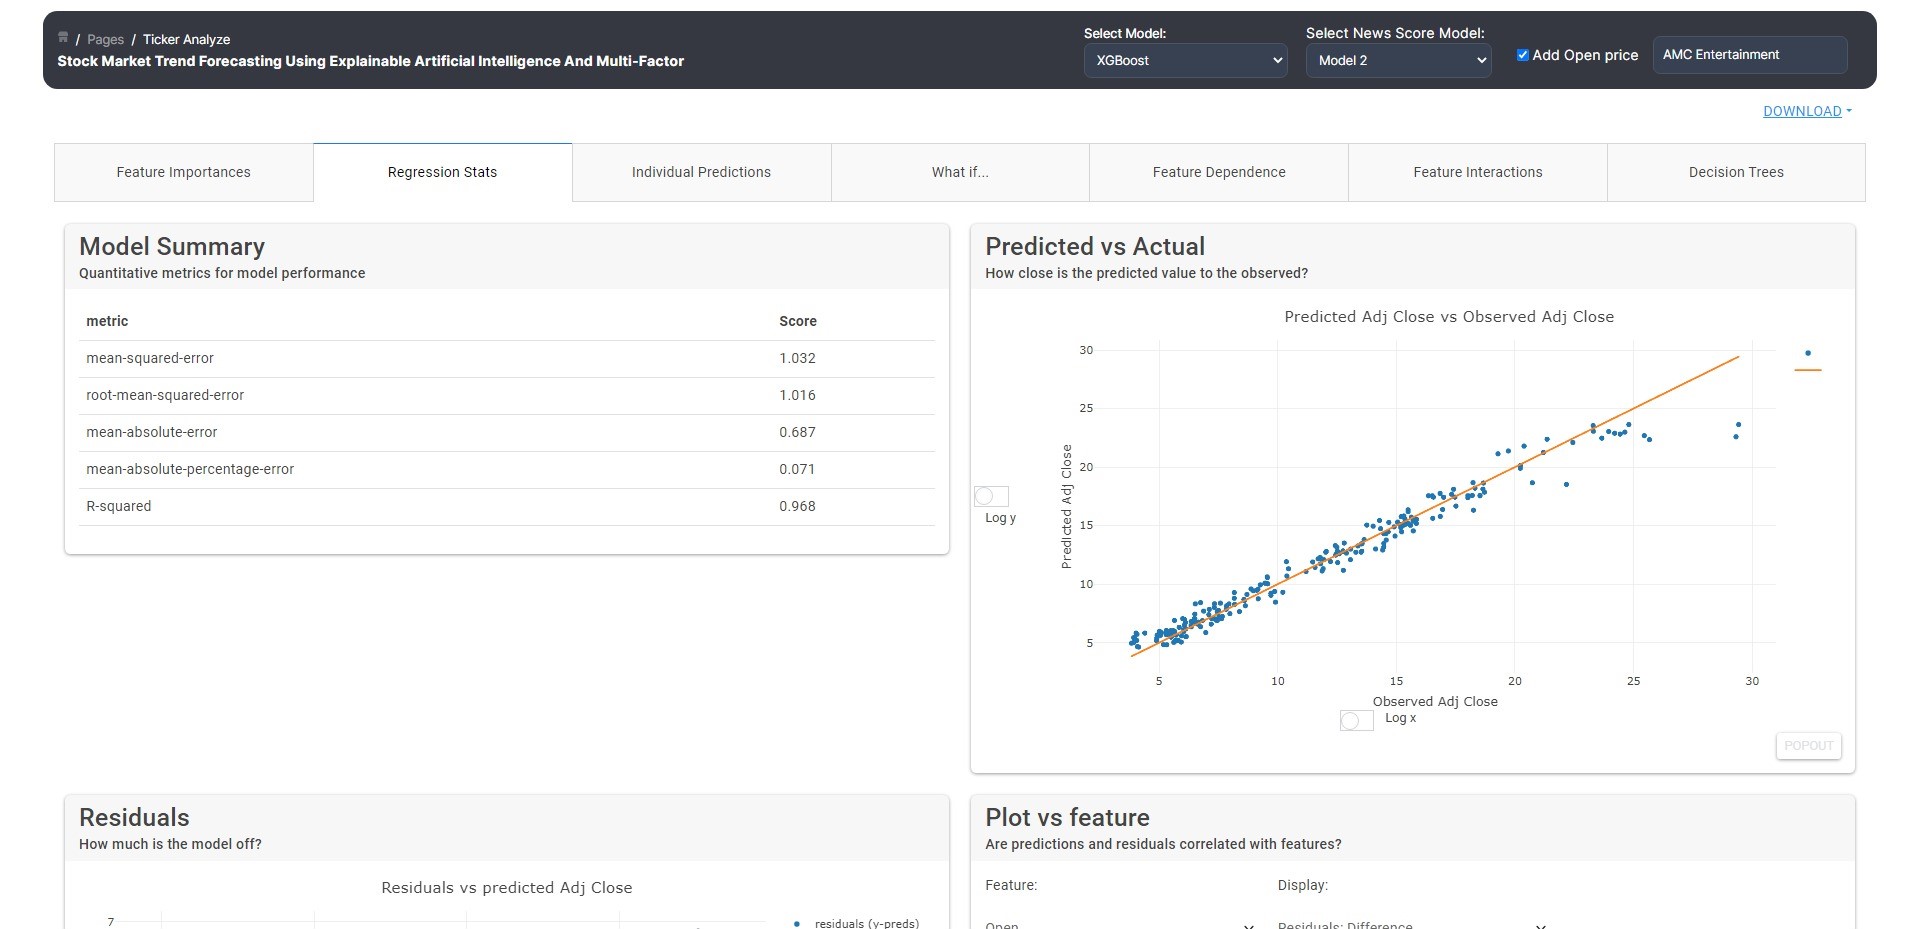 / Pages / Ticker Analyze
Stock Market Trend Forecasting Using Explainable Artificial Intelligence And Multi-Factor
Select Model:
XGBoost
Select News Score Model:
Model 2
Add Open price
AMC Entertainment
DOWNLOAD
Feature Importances
Regression Stats
Individual Predictions
What if...
Feature Dependence
Feature Interactions
Decision Trees
Model Summary
Quantitative metrics for model performance
metric Score
mean-squared-error 1.032
root-mean-squared-error 1.016
mean-absolute-error 0.687
mean-absolute-percentage-error 0.071
R-squared 0.968
Predicted vs Actual
How close is the predicted value to the observed?
Predicted Adj Close vs Observed Adj Close
30
25
20
15
10
5
Predicted Adj Close
Log y
5 10 15 20 25 30
Observed Adj Close
Log x
POPOUT
Residuals
How much is the model off?
Residuals vs predicted Adj Close
7
residuals (y-preds)
Plot vs feature
Are predictions and residuals correlated with features?
Feature:
Display:
Open
Residuals: Difference